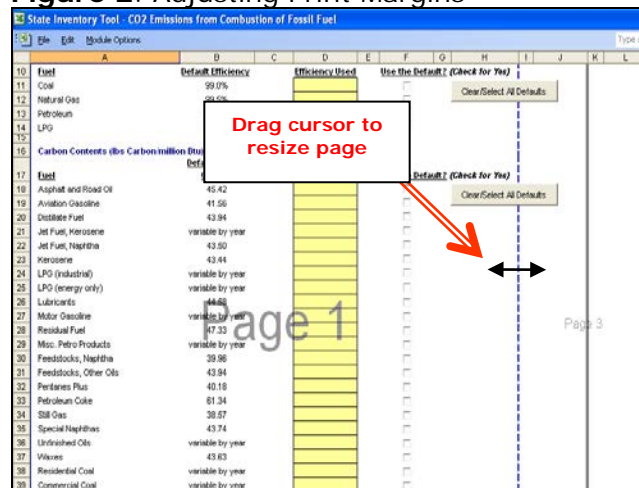 Figure 2. Adjusting Print Margins
State Inventory Tool - CO2 Emissions from Combustion of Fossil Fuel
File Edit Module Options Type
A B C D E F G H I J K L
10 Fuel Default Efficiency Efficiency Used Use the Default? (Check for Yes)
11 Coal 99.0% Clear/Select All Defaults
12 Natural Gas 99.5%
13 Petroleum
14 LPG
15
Drag cursor to
resize page
16 Carbon Contents (lbs Carbon/million Btu)
17 Fuel Default? (Check for Yes)
18 Asphalt and Road Oil 45.42 Clear/Select All Defaults
19 Aviation Gasoline 41.56
20 Distillate Fuel 43.94
21 Jet Fuel, Kerosene variable by year
22 Jet Fuel, Naphtha 43.50
23 Kerosene 43.44
24 LPG (industrial) variable by year
25 LPG (energy only) variable by year
26 Lubricants 44.58
27 Motor Gasoline variable by year
Page 1
Page 3
28 Residual Fuel 47.33
29 Misc. Petro Products variable by year
30 Feedstocks, Naphtha 39.96
31 Feedstocks, Other Oils 43.94
32 Pentanes Plus 40.18
33 Petroleum Coke 61.34
34 Still Gas 38.57
35 Special Naphthas 43.74
36 Unfinished Oils variable by year
37 Waxes 43.63
38 Residential Coal variable by year
39 Commercial Coal variable by year